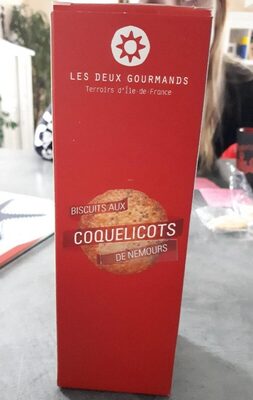 LES DEUX GOURMANDS
Terroirs d'Île-de-France
BISCUITS AUX
COQUELICOTS
DE NEMOURS